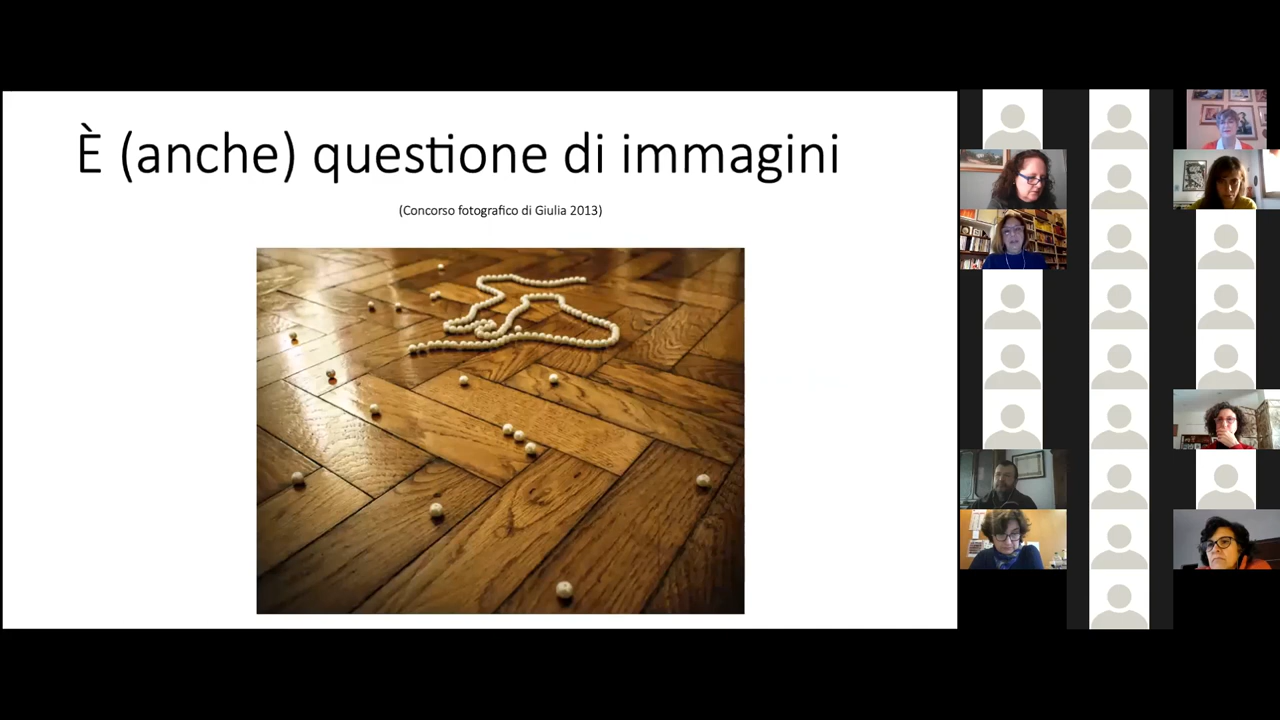 È (anche) questione di immagini
(Concorso fotografico di Giulia 2013)